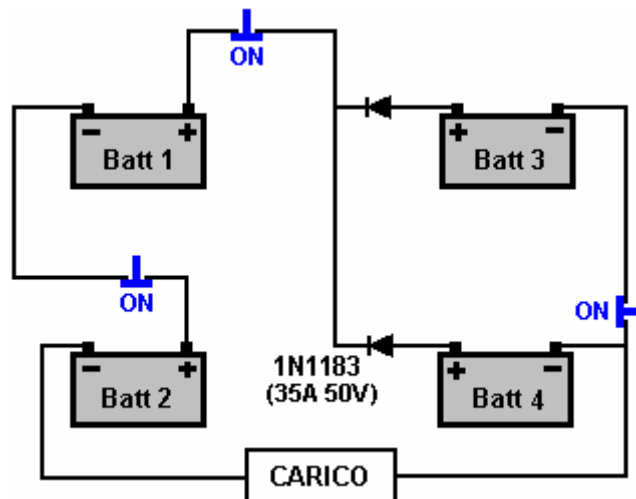 ON
- +
Batt 1
+ -
Batt 3
ON
ON
- +
Batt 2
1N1183
(35A 50V)
+ -
Batt 4
CARICO